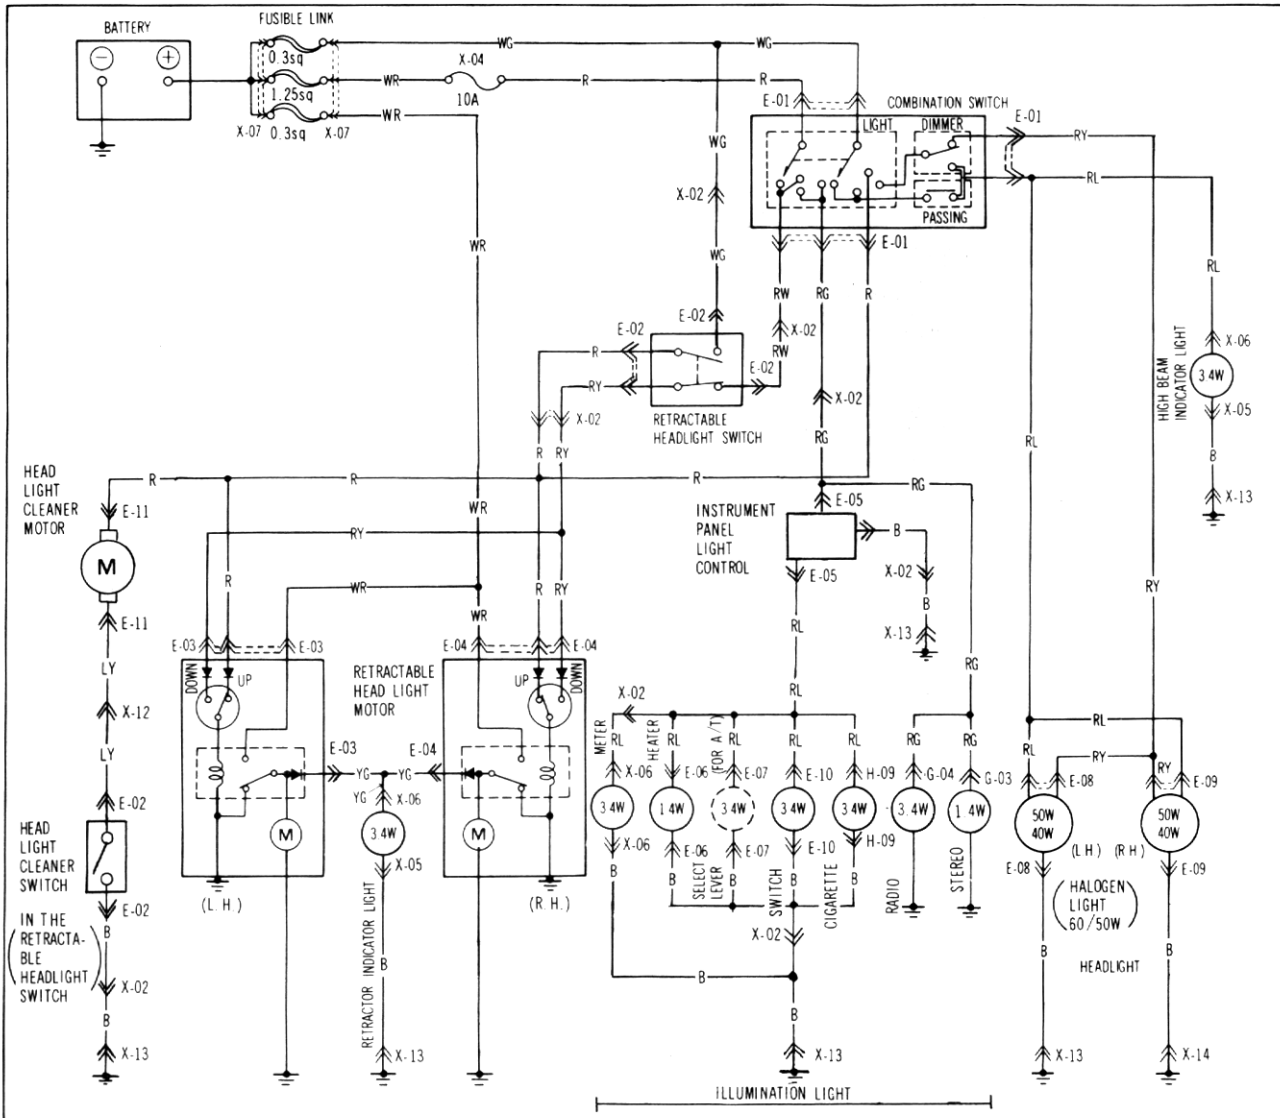 BATTERY
FUSIBLE LINK
− +
0.3sq
1.25sq
0.3sq
X-07 X-07
WG WG
X-04
WR R R
10A
WR
E-01
COMBINATION SWITCH
LIGHT DIMMER
E-01
RY
RL
PASSING
WG
X-02
E-01
WR
WG
RW RG R
RL
E-02
E-02
X-02
X-06
R
RW
E-02
3.4W
HIGH BEAM
INDICATOR LIGHT
RY
X-02
X-05
X-02
RETRACTABLE
HEADLIGHT SWITCH
RG
RL
B
R RY
HEAD
LIGHT
CLEANER
MOTOR
R R R
RG
X-13
E-11
WR
E-05
INSTRUMENT
PANEL
LIGHT
CONTROL
B
RY
M
E-05
X-02
R WR R RY
RY
B
WR
E-11
RL
X-13
E-03 E-03
E-04 E-04
LY
DOWN UP
RETRACTABLE
HEAD LIGHT
MOTOR
UP DOWN
RG
X-12
X-02
RL
METER
HEATER
(FOR A/T)
RL
LY
E-03 E-04
RL RL RL RL RL RG RG
RL RY RY
YG YG
YG
X-06 E-06 E-07 E-10 H-09 G-04 G-03
E-08 E-09
E-02
X-06
3.4W
3.4W 1.4W 3.4W 3.4W 3.4W 3.4W 1.4W
50W
40W
50W
40W
HEAD
LIGHT
CLEANER
SWITCH
M M
X-05
X-06 E-06 E-07 E-10 H-09
(L H.) (R H.)
E-08 E-09
E-02
(L. H.) (R. H.)
B B B B B
SELECT
LEVER
SWITCH
CIGARETTE
RADIO
STEREO
(HALOGEN
LIGHT
60/50W)
(IN THE
RETRACTA-
BLE
HEADLIGHT
SWITCH)
B
X-02
RETRACTOR INDICATOR LIGHT
X-02
B
B
B B
HEADLIGHT
B
B
X-13 X-13 X-13 X-13 X-14
ILLUMINATION LIGHT